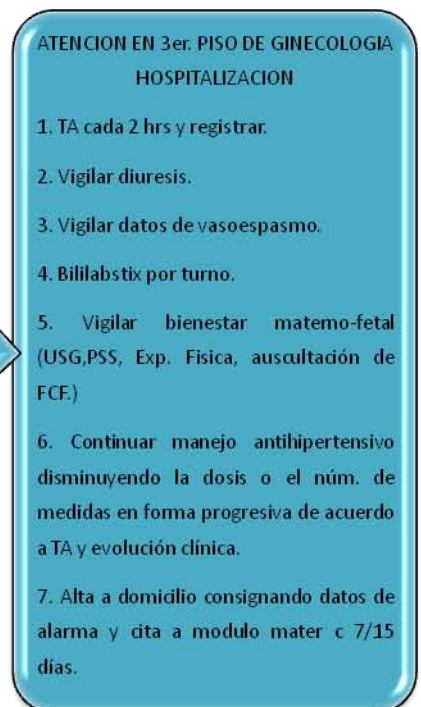 ATENCION EN 3er. PISO DE GINECOLOGIA
HOSPITALIZACION
1. TA cada 2 hrs y registrar.
2. Vigilar diuresis.
3. Vigilar datos de vasoespasmo.
4. Bililabstix por turno.
5. Vigilar bienestar materno-fetal
(USG,PSS, Exp. Fisica, auscultación de
FCF.)
6. Continuar manejo antihipertensivo
disminuyendo la dosis o el núm. de
medidas en forma progresiva de acuerdo
a TA y evolución clínica.
7. Alta a domicilio consignando datos de
alarma y cita a modulo mater c 7/15
días.